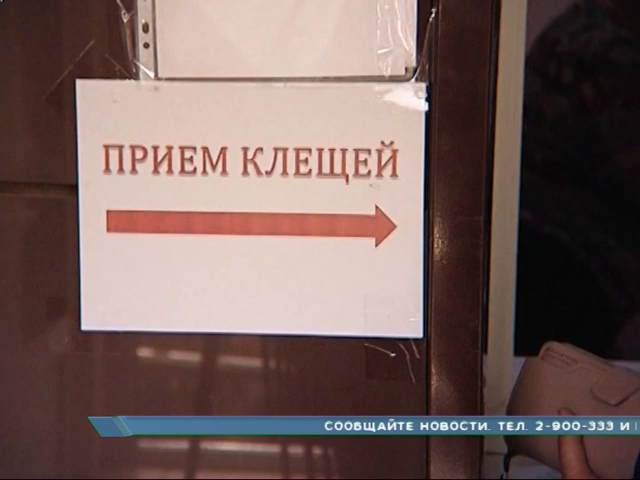 ПРИЕМ КЛЕЩЕЙ
СООБЩАЙТЕ НОВОСТИ. ТЕЛ. 2-900-333 И